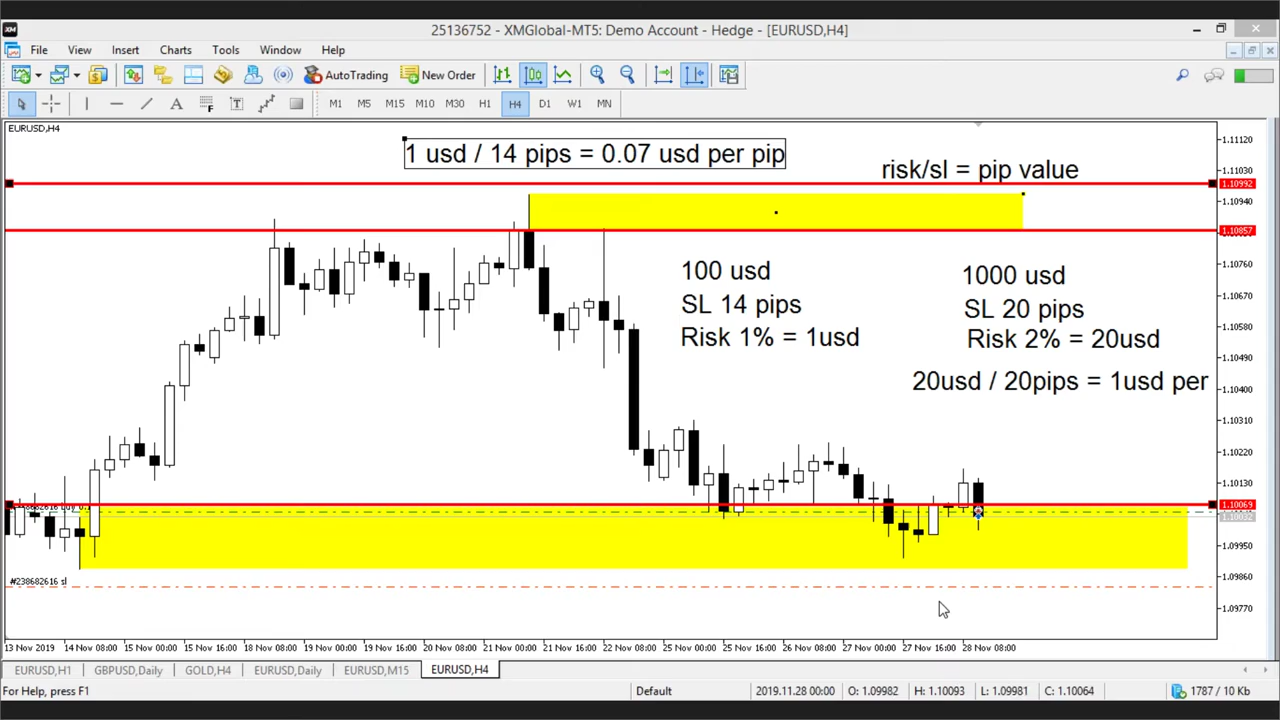 25136752 - XMGlobal-MT5: Demo Account - Hedge - [EURUSD,H4]
File View Insert Charts Tools Window Help
AutoTrading New Order
M1 M5 M15 M10 M30 H1 H4 D1 W1 MN
EURUSD,H4
1 usd / 14 pips = 0.07 usd per pip
risk/sl = pip value
100 usd
SL 14 pips
Risk 1% = 1usd
1000 usd
SL 20 pips
Risk 2% = 20usd
20usd / 20pips = 1usd per
#238682616 sl
1.11120
1.11030
1.10992
1.10940
1.10857
1.10760
1.10670
1.10580
1.10490
1.10400
1.10310
1.10220
1.10130
1.10069
1.10032
1.09950
1.09860
1.09770
13 Nov 2019 14 Nov 08:00 15 Nov 00:00 15 Nov 16:00 18 Nov 08:00 19 Nov 00:00 19 Nov 16:00 20 Nov 08:00 21 Nov 00:00 21 Nov 16:00 22 Nov 08:00 25 Nov 00:00 25 Nov 16:00 26 Nov 08:00 27 Nov 00:00 27 Nov 16:00 28 Nov 08:00
EURUSD,H1 GBPUSD,Daily GOLD,H4 EURUSD,Daily EURUSD,M15 EURUSD,H4
For Help, press F1 Default 2019.11.28 00:00 O: 1.09982 H: 1.10093 L: 1.09981 C: 1.10064 1787 / 10 Kb